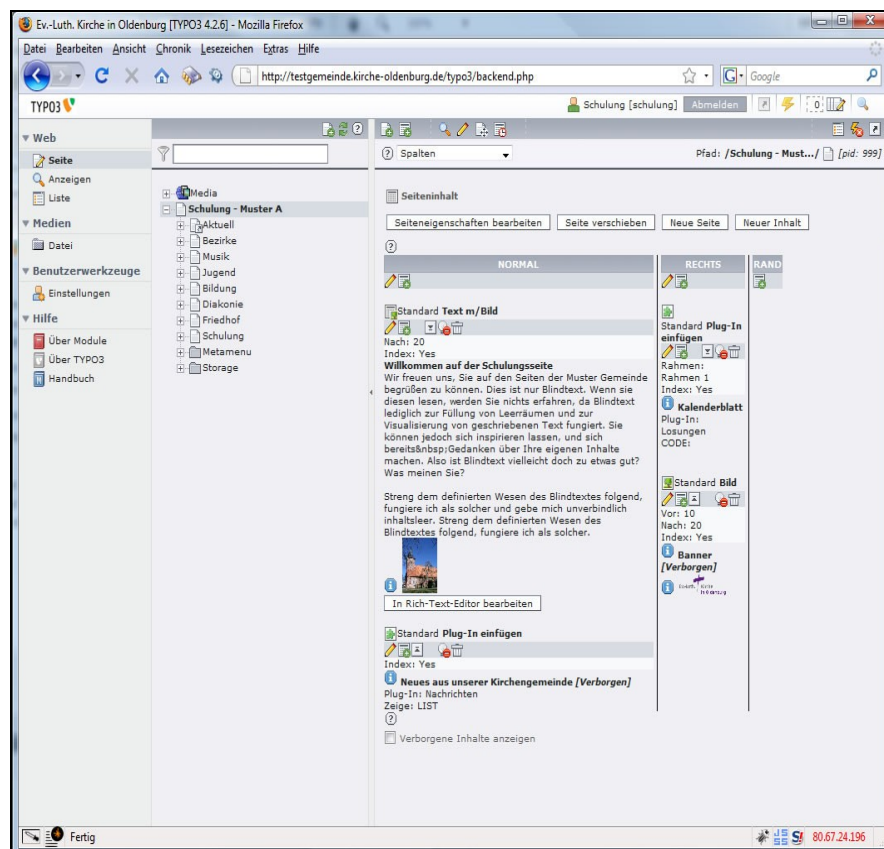 Ev.-Luth. Kirche in Oldenburg [TYPO3 4.2.6] - Mozilla Firefox
Datei Bearbeiten Ansicht Chronik Lesezeichen Extras Hilfe
http://testgemeinde.kirche-oldenburg.de/typo3/backend.php
Google
TYPO3
Schulung [schulung] Abmelden 0
Web
Seite
Anzeigen
Liste
Medien
Datei
Benutzerwerkzeuge
Einstellungen
Hilfe
Über Module
Über TYPO3
Handbuch
Media
Schulung - Muster A
Aktuell
Bezirke
Musik
Jugend
Bildung
Diakonie
Friedhof
Schulung
Metamenu
Storage
Spalten
Pfad: /Schulung - Must.../ [pid: 999]
Seiteninhalt
Seiteneigenschaften bearbeiten Seite verschieben Neue Seite Neuer Inhalt
NORMAL
Standard Text m/Bild
Nach: 20
Index: Yes
Willkommen auf der Schulungsseite
Wir freuen uns, Sie auf den Seiten der Muster Gemeinde
begrüßen zu können. Dies ist nur Blindtext. Wenn sie
diesen lesen, werden Sie nichts erfahren, da Blindtext
lediglich zur Füllung von Leerräumen und zur
Visualisierung von geschriebenen Text fungiert. Sie
können jedoch sich inspirieren lassen, und sich
bereits&nbsp;Gedanken über Ihre eigenen Inhalte
machen. Also ist Blindtext vielleicht doch zu etwas gut?
Was meinen Sie?
Streng dem definierten Wesen des Blindtextes folgend,
fungiere ich als solcher und gebe mich unverbindlich
inhaltsleer. Streng dem definierten Wesen des
Blindtextes folgend, fungiere ich als solcher.
In Rich-Text-Editor bearbeiten
Standard Plug-In einfügen
Index: Yes
Neues aus unserer Kirchengemeinde [Verborgen]
Plug-In: Nachrichten
Zeige: LIST
Verborgene Inhalte anzeigen
RECHTS
Standard Plug-In
einfügen
Rahmen:
Rahmen 1
Index: Yes
Kalenderblatt
Plug-In:
Losungen
CODE:
Standard Bild
Vor: 10
Nach: 20
Index: Yes
Banner
[Verborgen]
RAND
Fertig
80.67.24.196